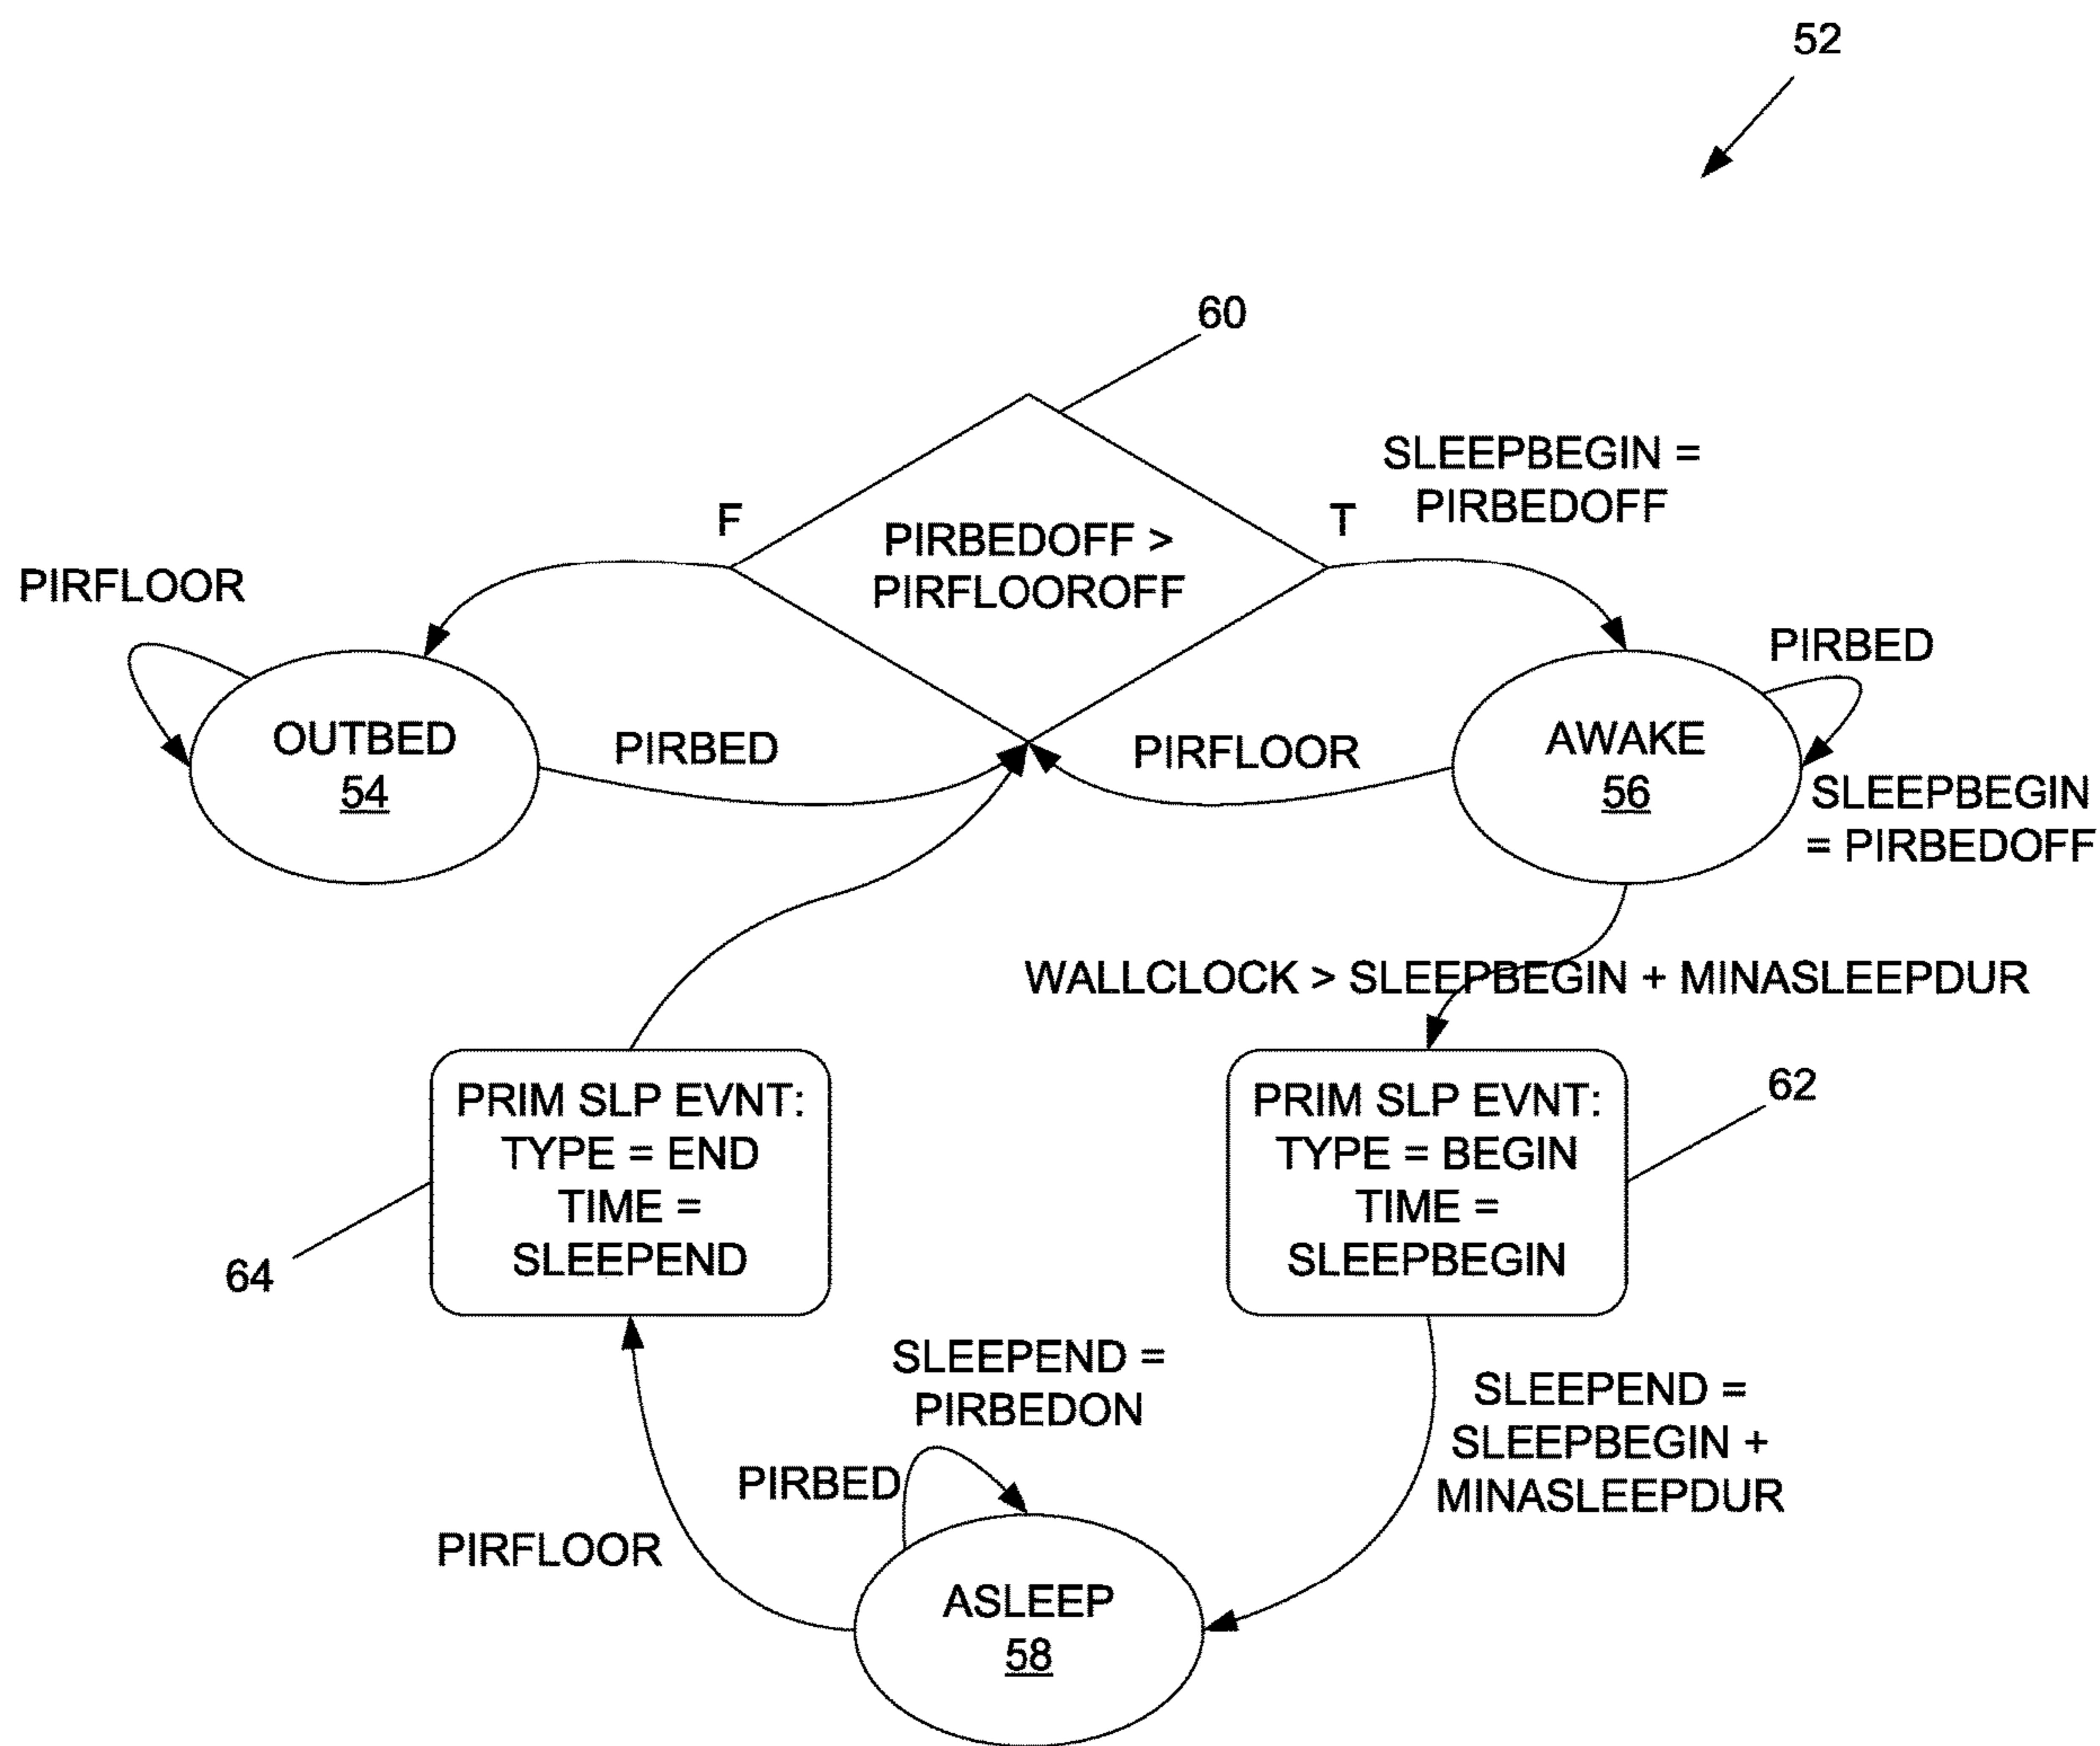 52
60
SLEEPBEGIN =
PIRBEDOFF
F
T
PIRBEDOFF >
PIRFLOOROFF
PIRFLOOR
PIRBED
OUTBED
54
PIRBED
PIRFLOOR
AWAKE
56
SLEEPBEGIN
= PIRBEDOFF
WALLCLOCK > SLEEPBEGIN + MINASLEEPDUR
PRIM SLP EVNT:
TYPE = END
TIME =
SLEEPEND
64
PRIM SLP EVNT:
TYPE = BEGIN
TIME =
SLEEPBEGIN
62
SLEEPEND =
PIRBEDON
SLEEPEND =
SLEEPBEGIN +
MINASLEEPDUR
PIRBED
PIRFLOOR
ASLEEP
58